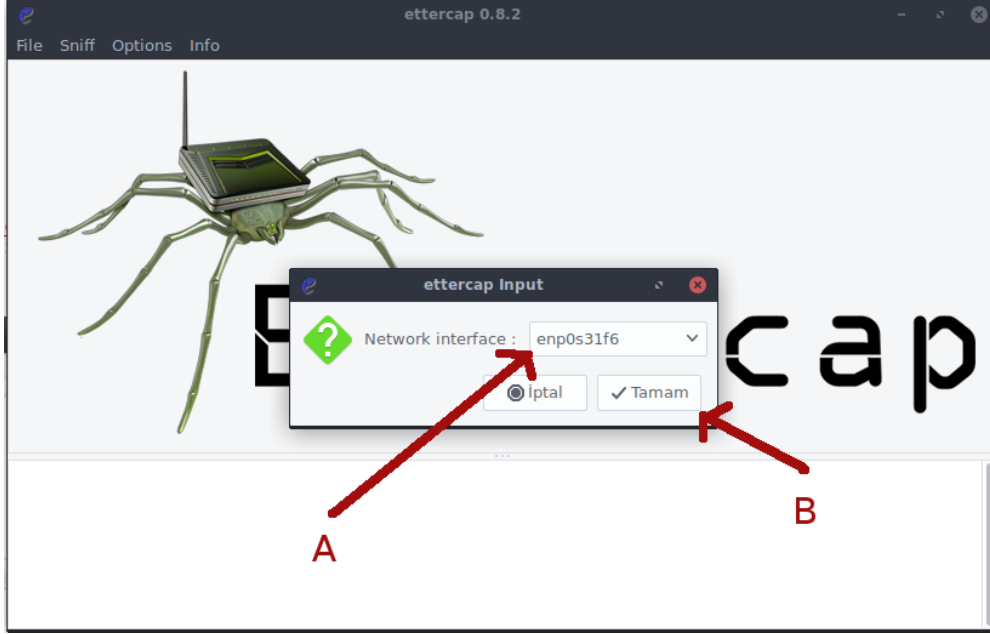 ettercap 0.8.2
File Sniff Options Info
E cap
ettercap Input
Network interface : enp0s31f6
İptal Tamam
A
B